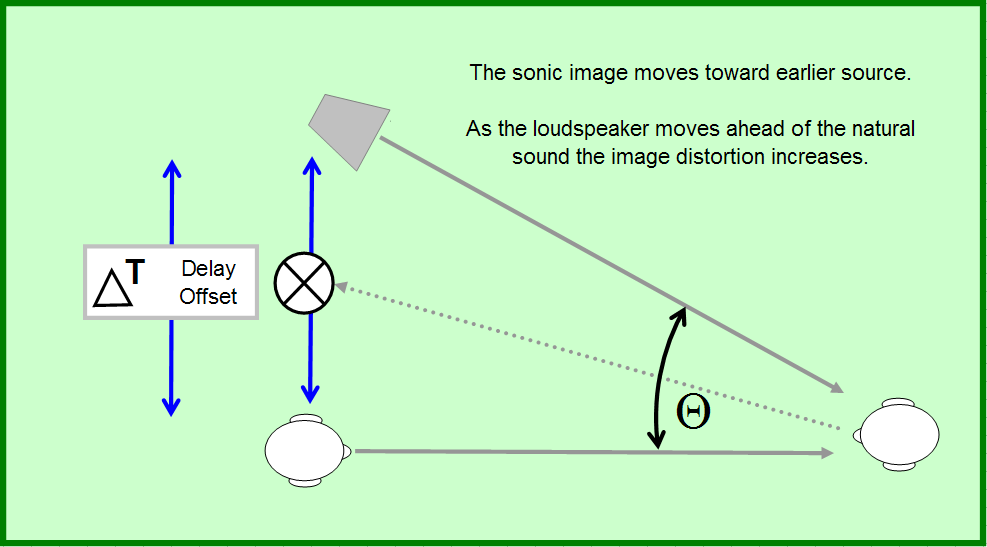 The sonic image moves toward earlier source.
As the loudspeaker moves ahead of the natural
sound the image distortion increases.
△T Delay
Offset
Θ